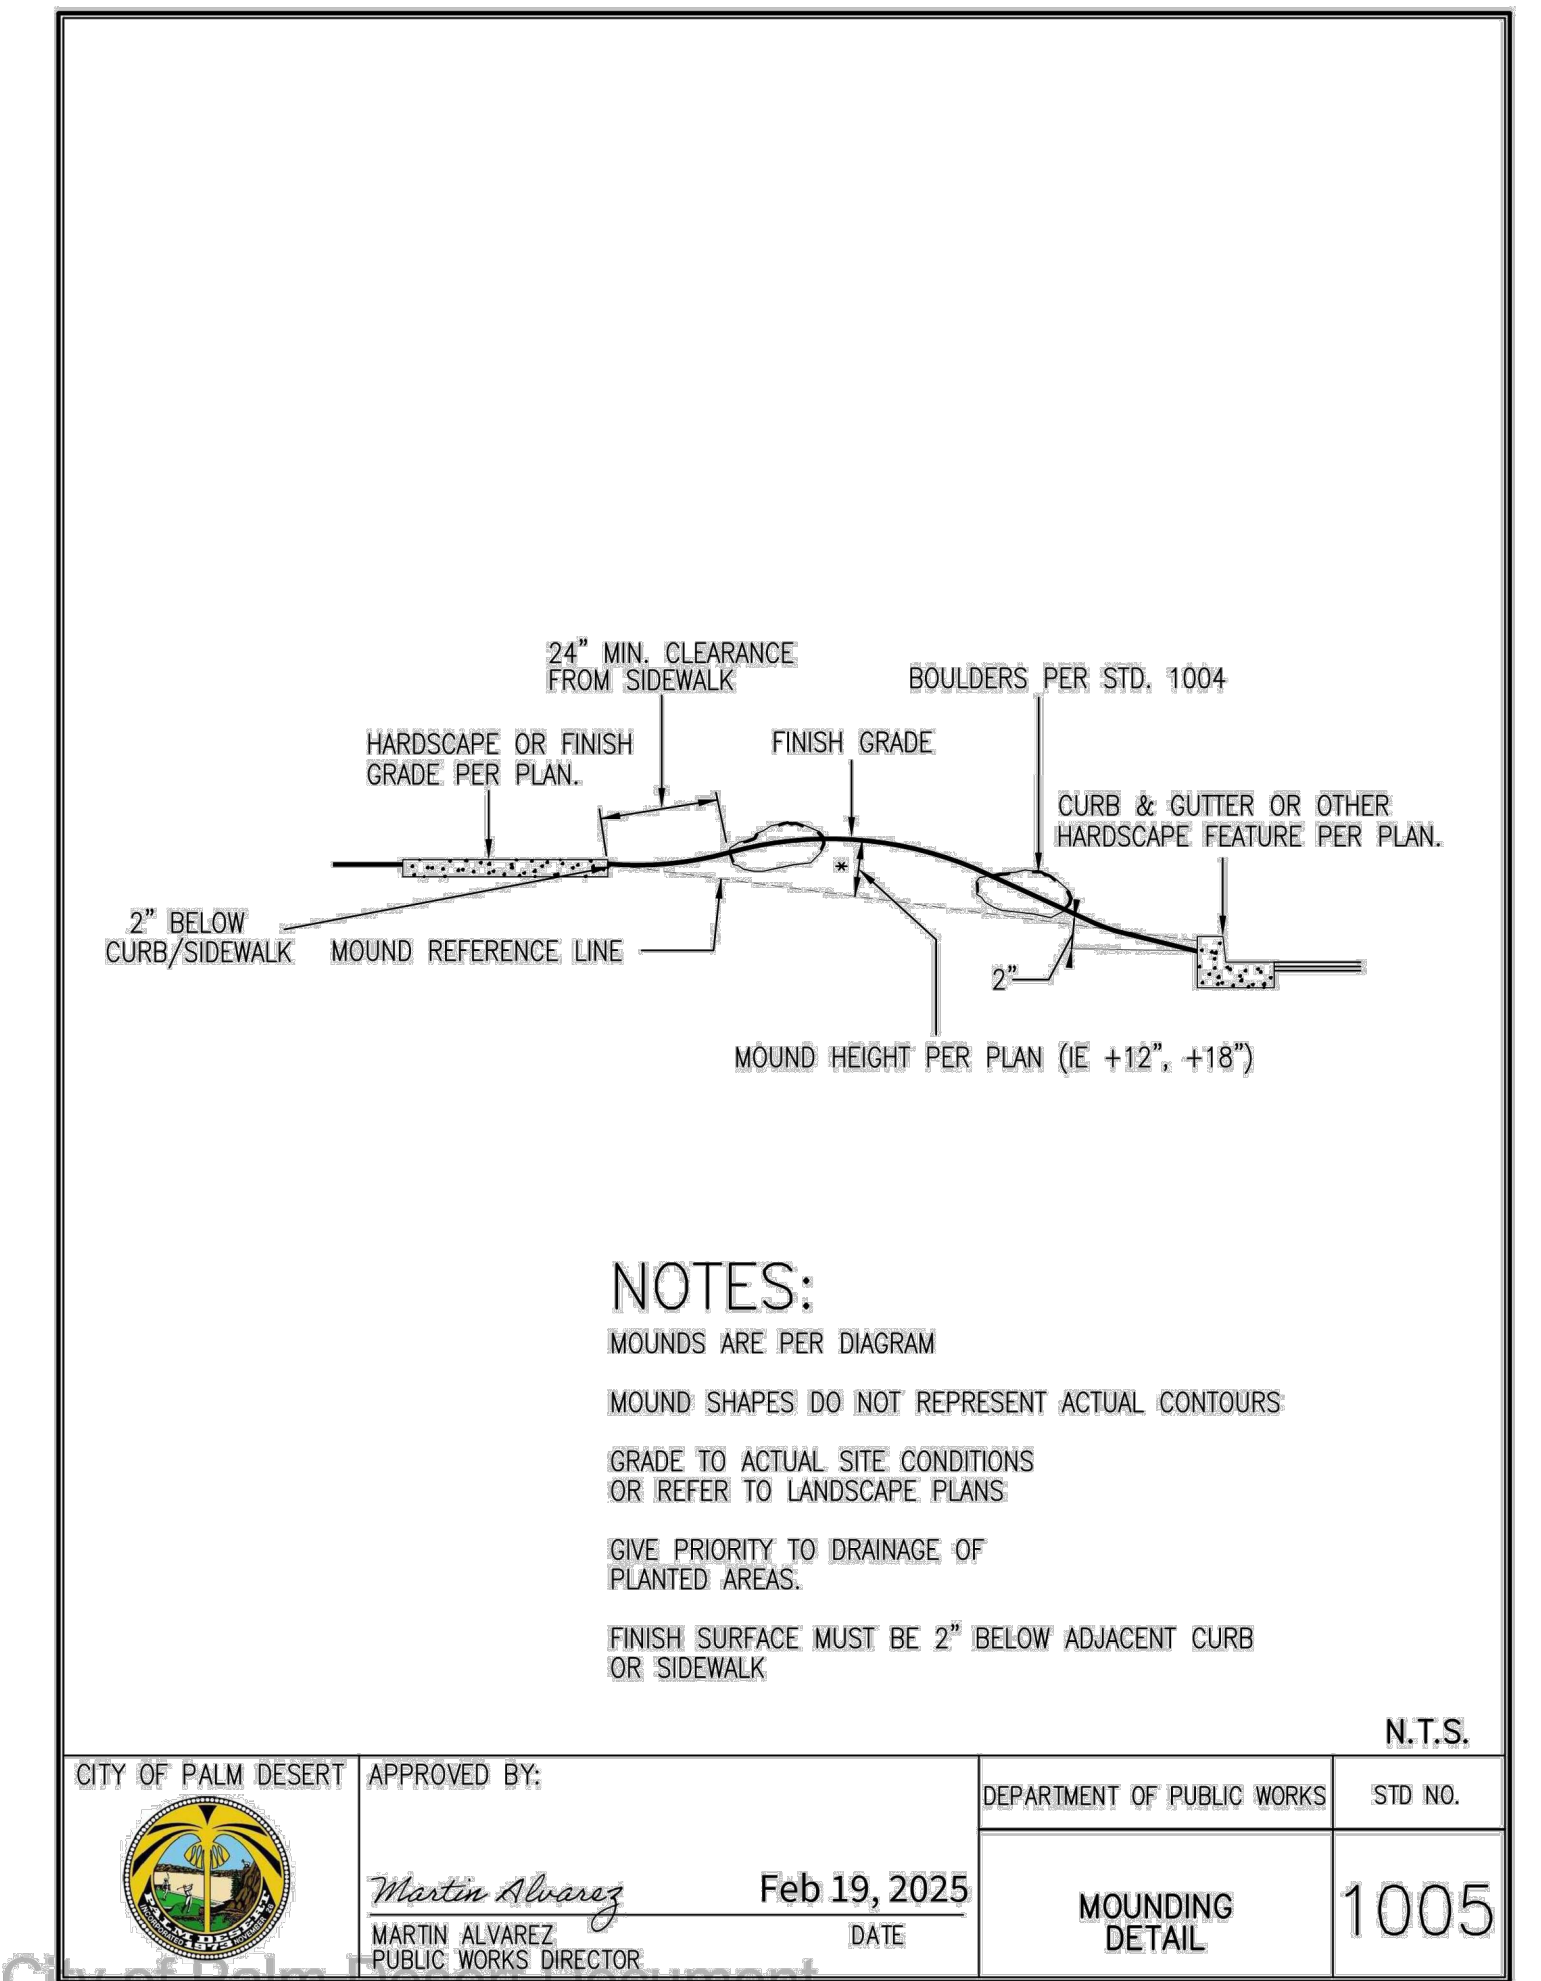 24" MIN. CLEARANCE
FROM SIDEWALK
BOULDERS PER STD. 1004
HARDSCAPE OR FINISH
GRADE PER PLAN.
FINISH GRADE
CURB & GUTTER OR OTHER
HARDSCAPE FEATURE PER PLAN.
*
2" BELOW
CURB/SIDEWALK
MOUND REFERENCE LINE
2"
MOUND HEIGHT PER PLAN (IE +12", +18")
NOTES:
MOUNDS ARE PER DIAGRAM
MOUND SHAPES DO NOT REPRESENT ACTUAL CONTOURS
GRADE TO ACTUAL SITE CONDITIONS
OR REFER TO LANDSCAPE PLANS
GIVE PRIORITY TO DRAINAGE OF
PLANTED AREAS.
FINISH SURFACE MUST BE 2" BELOW ADJACENT CURB
OR SIDEWALK
N.T.S.
CITY OF PALM DESERT
APPROVED BY:
Martin Alvarez
Feb 19, 2025
MARTIN ALVAREZ
DATE
PUBLIC WORKS DIRECTOR
DEPARTMENT OF PUBLIC WORKS
STD NO.
MOUNDING
DETAIL
1005
City of Palm Desert Document